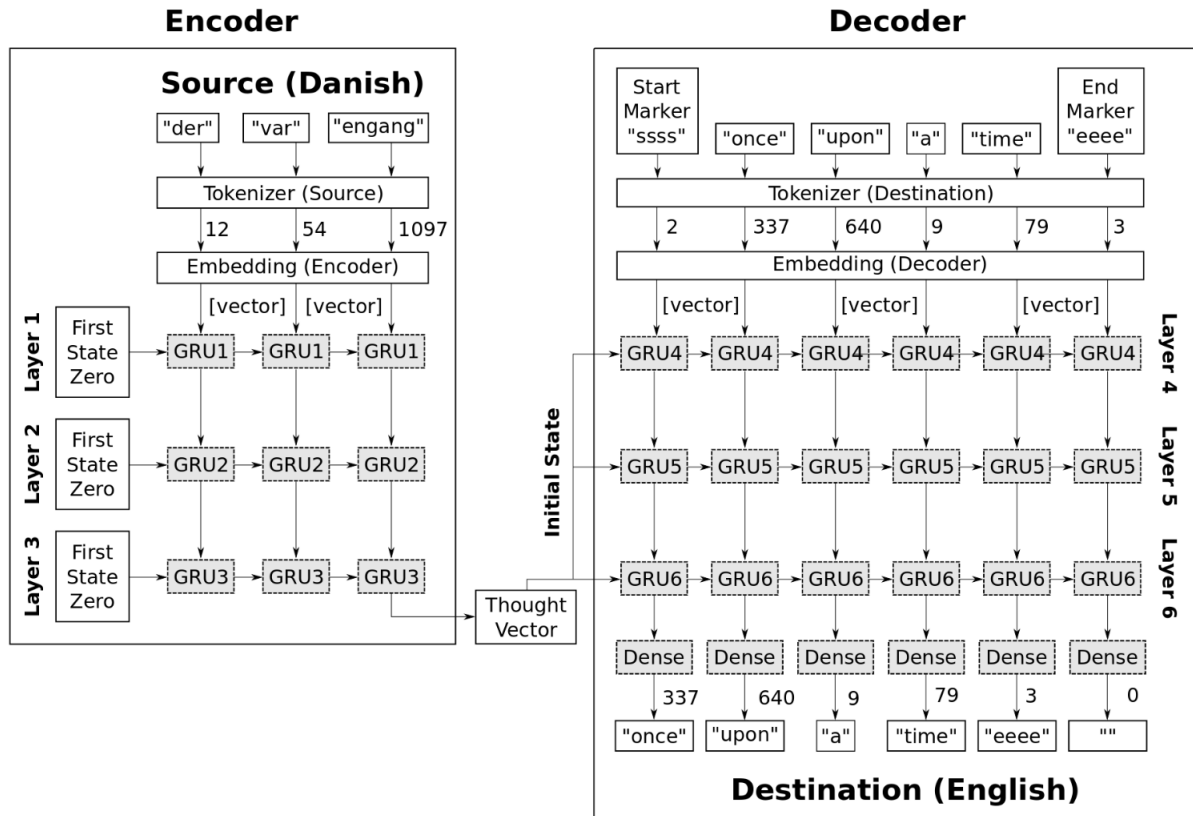 Encoder
Source (Danish)
"der" "var" "engang"
Tokenizer (Source)
12 54 1097
Embedding (Encoder)
[vector] [vector]
Layer 1
First
State
Zero
GRU1 GRU1 GRU1
Layer 2
First
State
Zero
GRU2 GRU2 GRU2
Layer 3
First
State
Zero
GRU3 GRU3 GRU3
Thought
Vector
Initial State
Decoder
Start
Marker
"ssss"
"once" "upon" "a" "time"
End
Marker
"eeee"
Tokenizer (Destination)
2 337 640 9 79 3
Embedding (Decoder)
[vector] [vector] [vector]
GRU4 GRU4 GRU4 GRU4 GRU4 GRU4
Layer 4
GRU5 GRU5 GRU5 GRU5 GRU5 GRU5
Layer 5
GRU6 GRU6 GRU6 GRU6 GRU6 GRU6
Layer 6
Dense Dense Dense Dense Dense Dense
337 640 9 79 3 0
"once" "upon" "a" "time" "eeee" ""
Destination (English)